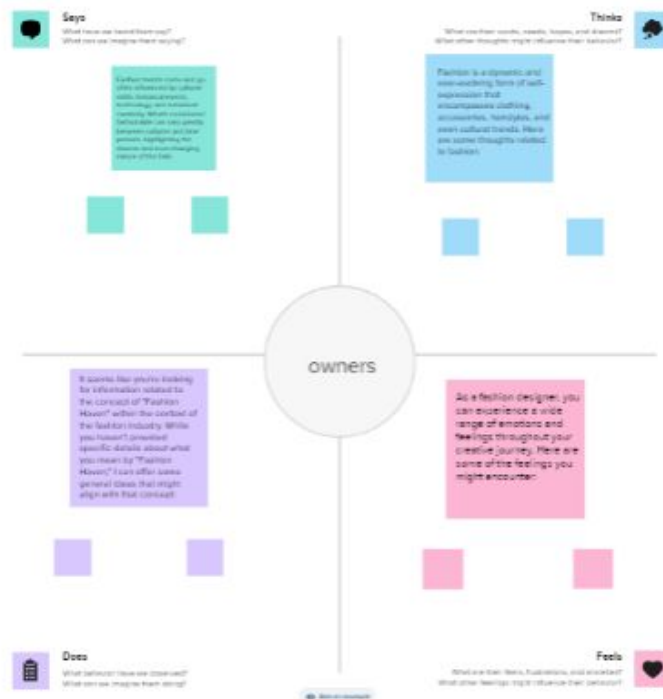 Says
What have we heard them say?
What can we imagine them saying?
Thinks
What are their wants, needs, hopes, and dreams?
What other thoughts might influence their behavior?
Fashion is a dynamic and
ever-evolving form of self-
expression that
encompasses clothing,
accessories, hairstyles, and
even cultural trends. Here
are some thoughts related
to fashion:
owners
It seems like you're looking
for information related to
the concept of "Fashion
Haven" within the context of
the fashion industry. While
you haven't provided
specific details about what
you mean by "Fashion
Haven," I can offer some
general ideas that might
align with that concept:
As a fashion designer, you
can experience a wide
range of emotions and
feelings throughout your
creative journey. Here are
some of the feelings you
might encounter:
Does
What behavior have we observed?
What can we imagine them doing?
Feels
What are their fears, frustrations, and anxieties?
What other feelings might influence their behavior?